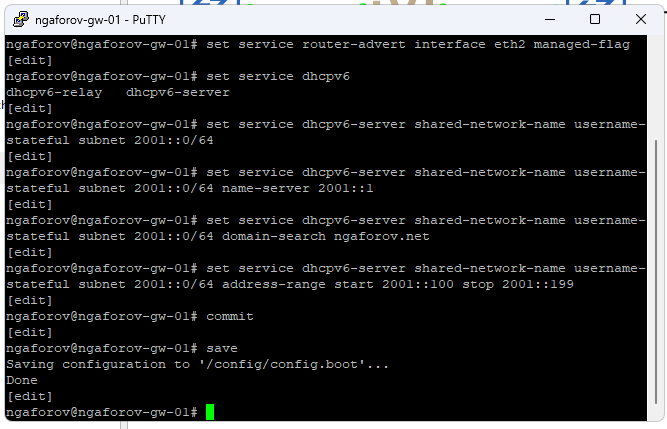 ngaforov-gw-01 - PuTTY
ngaforov@ngaforov-gw-01# set service router-advert interface eth2 managed-flag
[edit]
ngaforov@ngaforov-gw-01# set service dhcpv6
dhcpv6-relay   dhcpv6-server
[edit]
ngaforov@ngaforov-gw-01# set service dhcpv6-server shared-network-name username-
stateful subnet 2001::0/64
[edit]
ngaforov@ngaforov-gw-01# set service dhcpv6-server shared-network-name username-
stateful subnet 2001::0/64 name-server 2001::1
[edit]
ngaforov@ngaforov-gw-01# set service dhcpv6-server shared-network-name username-
stateful subnet 2001::0/64 domain-search ngaforov.net
[edit]
ngaforov@ngaforov-gw-01# set service dhcpv6-server shared-network-name username-
stateful subnet 2001::0/64 address-range start 2001::100 stop 2001::199
[edit]
ngaforov@ngaforov-gw-01# commit
[edit]
ngaforov@ngaforov-gw-01# save
Saving configuration to '/config/config.boot'...
Done
[edit]
ngaforov@ngaforov-gw-01#